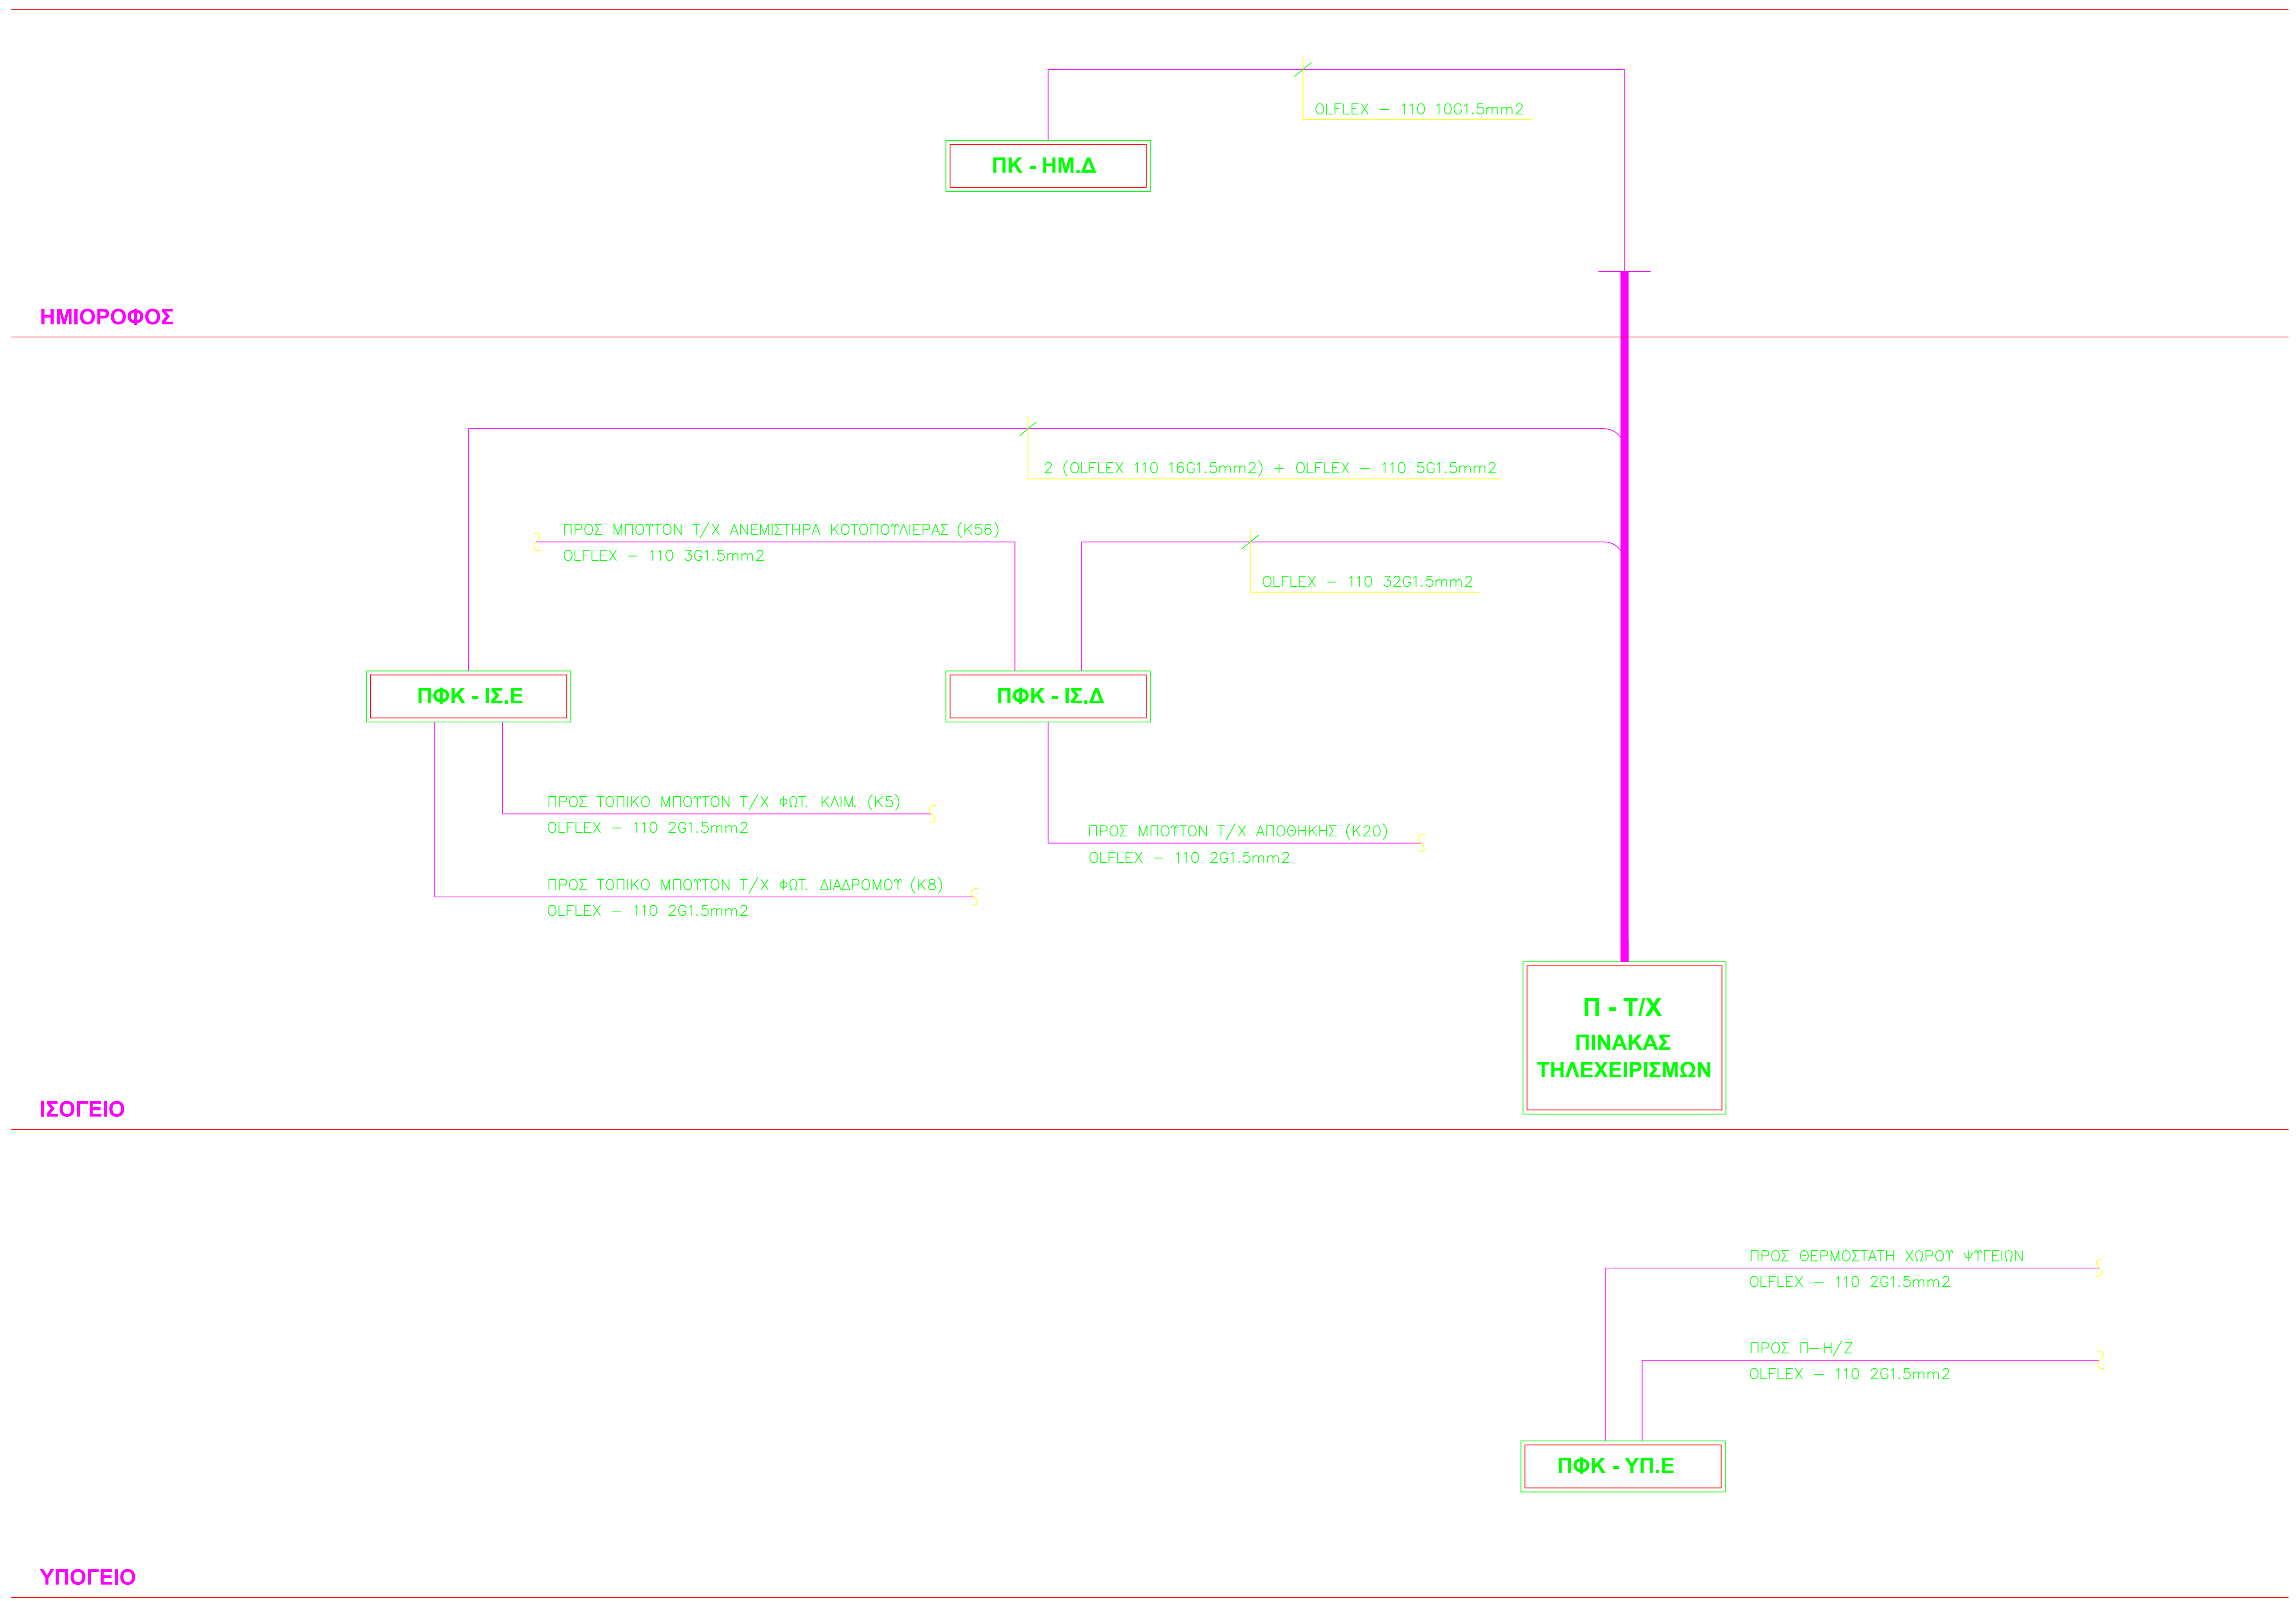 OLFLEX – 110 10G1.5mm2
ΠΚ - ΗΜ.Δ
ΗΜΙΟΡΟΦΟΣ
2 (OLFLEX 110 16G1.5mm2) + OLFLEX – 110 5G1.5mm2
ΠΡΟΣ ΜΠΟΥΤΟΝ Τ/Χ ΑΝΕΜΙΣΤΗΡΑ ΚΟΤΟΠΟΥΛΙΕΡΑΣ (Κ56)
OLFLEX – 110 3G1.5mm2
OLFLEX – 110 32G1.5mm2
ΠΦΚ - ΙΣ.Ε
ΠΦΚ - ΙΣ.Δ
ΠΡΟΣ ΤΟΠΙΚΟ ΜΠΟΥΤΟΝ Τ/Χ ΦΩΤ. ΚΛΙΜ. (Κ5)
OLFLEX – 110 2G1.5mm2
ΠΡΟΣ ΜΠΟΥΤΟΝ Τ/Χ ΑΠΟΘΗΚΗΣ (Κ20)
OLFLEX – 110 2G1.5mm2
ΠΡΟΣ ΤΟΠΙΚΟ ΜΠΟΥΤΟΝ Τ/Χ ΦΩΤ. ΔΙΑΔΡΟΜΟΥ (Κ8)
OLFLEX – 110 2G1.5mm2
Π - Τ/Χ
ΠΙΝΑΚΑΣ
ΤΗΛΕΧΕΙΡΙΣΜΩΝ
ΙΣΟΓΕΙΟ
ΠΡΟΣ ΘΕΡΜΟΣΤΑΤΗ ΧΩΡΟΥ ΨΥΓΕΙΩΝ
OLFLEX – 110 2G1.5mm2
ΠΡΟΣ Π–Η/Ζ
OLFLEX – 110 2G1.5mm2
ΠΦΚ - ΥΠ.Ε
ΥΠΟΓΕΙΟ